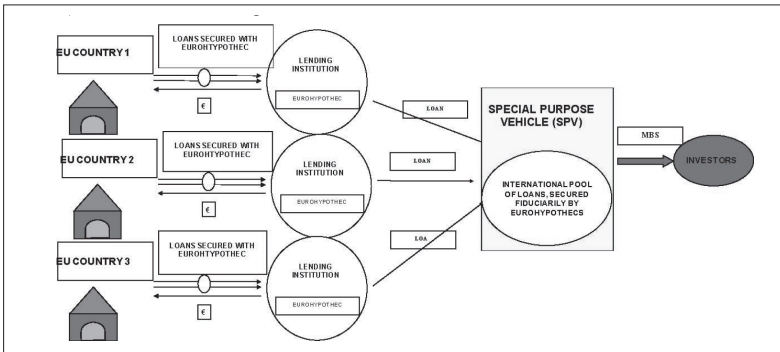 EU COUNTRY 1
LOANS SECURED WITH
EUROHTYPOTHEC
€
LENDING
INSTITUTION
EUROHYPOTHEC
LOAN
EU COUNTRY 2
LOANS SECURED WITH
EUROHTYPOTHEC
€
LENDING
INSTITUTION
EUROHYPOTHEC
LOAN
EU COUNTRY 3
LOANS SECURED WITH
EUROHTYPOTHEC
€
LENDING
INSTITUTION
EUROHYPOTHEC
LOA
SPECIAL PURPOSE
VEHICLE (SPV)
INTERNATIONAL POOL
OF LOANS, SECURED
FIDUCIARILY BY
EUROHYPOTHECS
MBS
INVESTORS